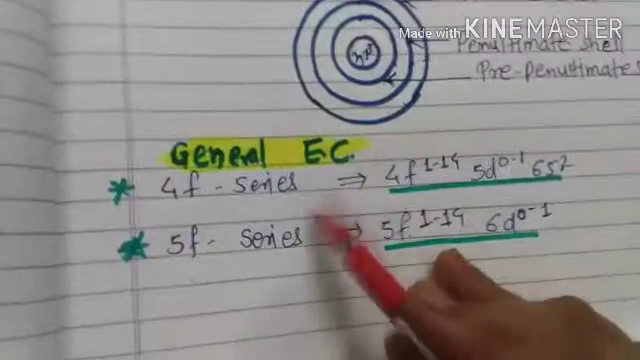 Made with KINEMASTER
Penultimate shell
Pre-Penultimate s
General E.C.
* 4f - series ⇒ 4f¹⁻¹⁴ 5d⁰⁻¹ 6s²
* 5f - series → 5f¹⁻¹⁴ 6d⁰⁻¹